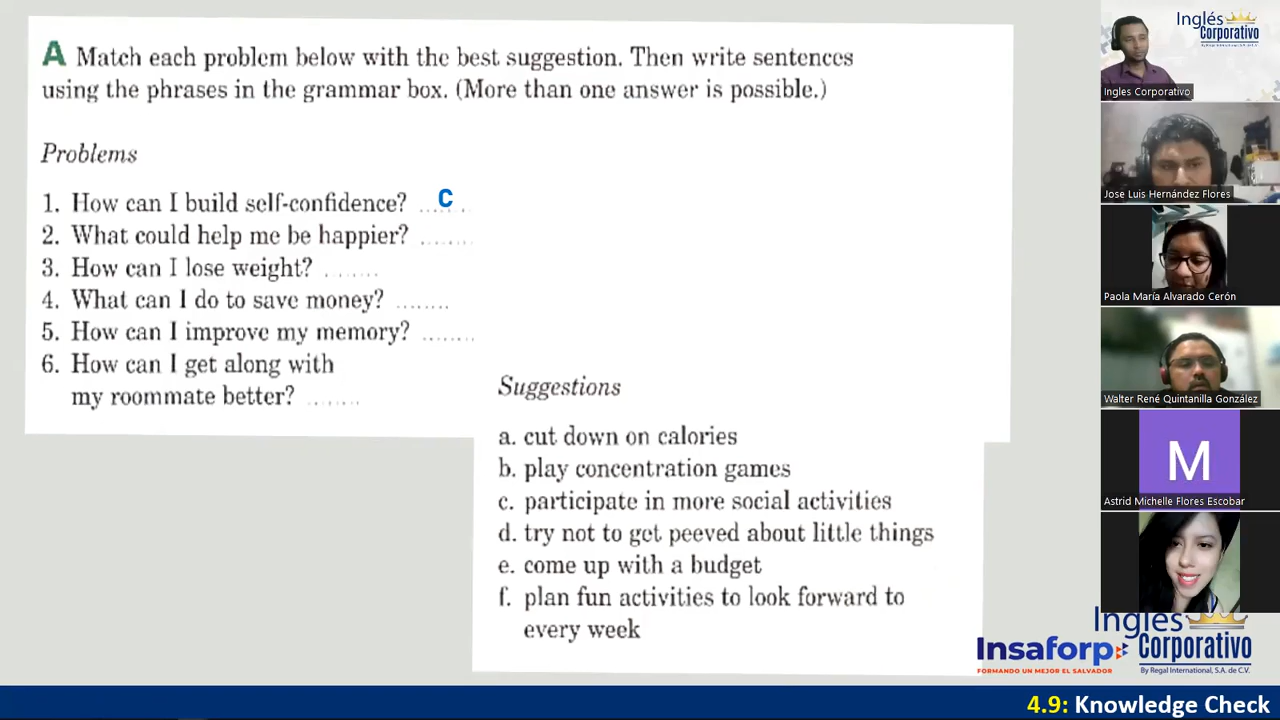 A Match each problem below with the best suggestion. Then write sentences
using the phrases in the grammar box. (More than one answer is possible.)
Problems
1. How can I build self-confidence? ........
C
2. What could help me be happier? ........
3. How can I lose weight? ........
4. What can I do to save money? ........
5. How can I improve my memory? ........
6. How can I get along with
my roommate better? ........
Suggestions
a. cut down on calories
b. play concentration games
c. participate in more social activities
d. try not to get peeved about little things
e. come up with a budget
f. plan fun activities to look forward to
every week
Inglés
Corporativo
By Regal International, S.A. de C.V.
Ingles Corporativo
Jose Luis Hernández Flores
Paola María Alvarado Cerón
Walter René Quintanilla González
M
Astrid Michelle Flores Escobar
Insaforp
FORMANDO UN MEJOR EL SALVADOR
Inglés
Corporativo
By Regal International, S.A. de C.V.
4.9: Knowledge Check